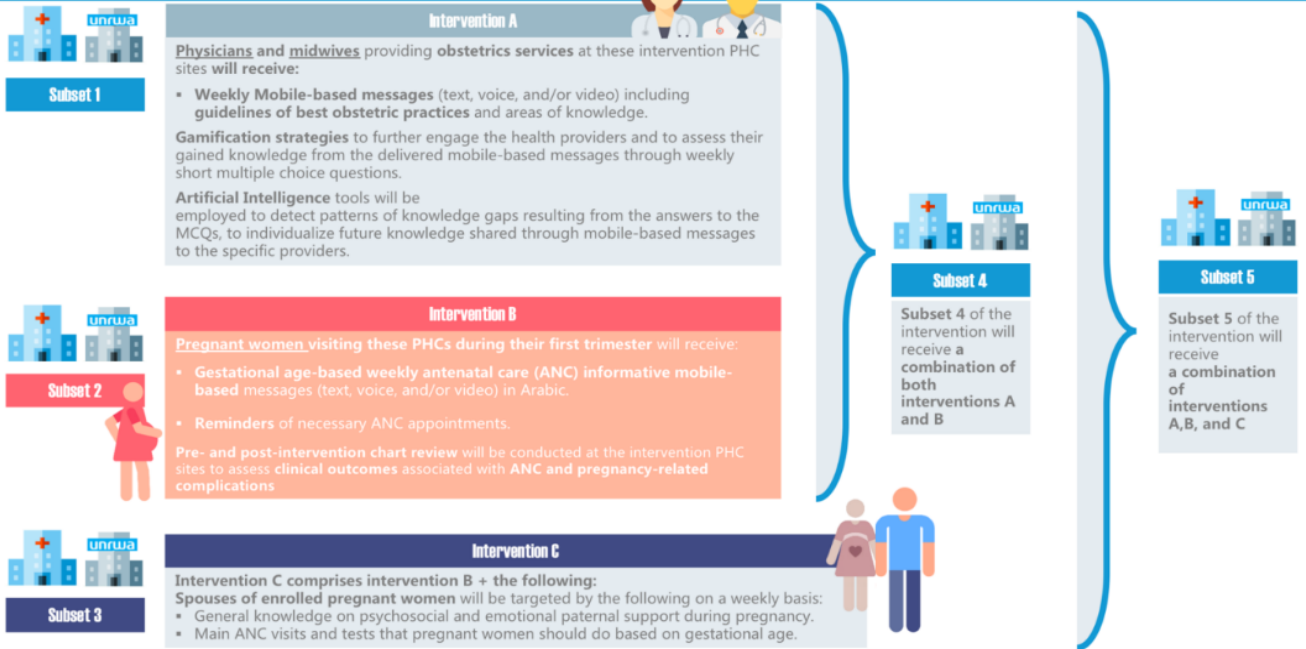 unrwa
Subset 1
Intervention A
Physicians and midwives providing obstetrics services at these intervention PHC
sites will receive:
▪ Weekly Mobile-based messages (text, voice, and/or video) including
guidelines of best obstetric practices and areas of knowledge.
Gamification strategies to further engage the health providers and to assess their
gained knowledge from the delivered mobile-based messages through weekly
short multiple choice questions.
Artificial Intelligence tools will be
employed to detect patterns of knowledge gaps resulting from the answers to the
MCQs, to individualize future knowledge shared through mobile-based messages
to the specific providers.
unrwa
Subset 2
Intervention B
Pregnant women visiting these PHCs during their first trimester will receive:
▪ Gestational age-based weekly antenatal care (ANC) informative mobile-
based messages (text, voice, and/or video) in Arabic.
▪ Reminders of necessary ANC appointments.
Pre- and post-intervention chart review will be conducted at the intervention PHC
sites to assess clinical outcomes associated with ANC and pregnancy-related
complications
unrwa
Subset 3
Intervention C
Intervention C comprises intervention B + the following:
Spouses of enrolled pregnant women will be targeted by the following on a weekly basis:
▪ General knowledge on psychosocial and emotional paternal support during pregnancy.
▪ Main ANC visits and tests that pregnant women should do based on gestational age.
unrwa
Subset 4
Subset 4 of the
intervention will
receive a
combination of
both
interventions A
and B
unrwa
Subset 5
Subset 5 of the
intervention will
receive
a combination
of
interventions
A,B, and C